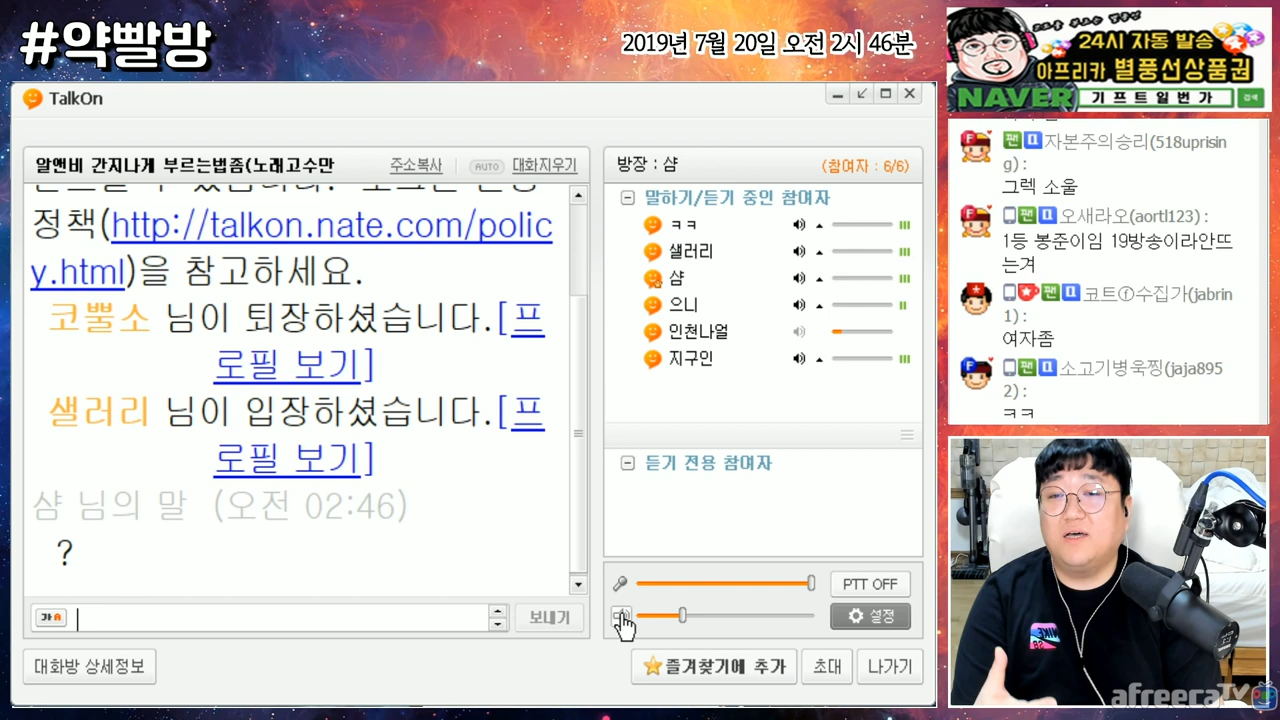 #약빨방
2019년 7월 20일 오전 2시 46분
24시 자동 발송
아프리카 별풍선상품권
NAVER 기프트일번가 검색
TalkOn
알앤비 간지나게 부르는법좀(노래고수만
주소복사
AUTO 대화지우기
정책(http://talkon.nate.com/polic
y.html)을 참고하세요.
코뿔소 님이 퇴장하셨습니다.[프
로필 보기]
샐러리 님이 입장하셨습니다.[프
로필 보기]
샴 님의 말 (오전 02:46)
?
가
보내기
대화방 상세정보
방장 : 샴
(참여자 : 6/6)
말하기/듣기 중인 참여자
ㅋㅋ
샐러리
샴
으니
인천나얼
지구인
듣기 전용 참여자
PTT OFF
설정
즐겨찾기에 추가
초대
나가기
팬 자본주의승리(518uprisin
g) :
그렉 소울
팬 오새라오(aortl123) :
1등 봉준이임 19방송이라안뜨
는겨
팬 코트ⓕ수집가(jabrin
1) :
여자좀
팬 소고기병욱찡(jaja895
2) :
ㅋㅋ
NIKE
SB
afreecaTV